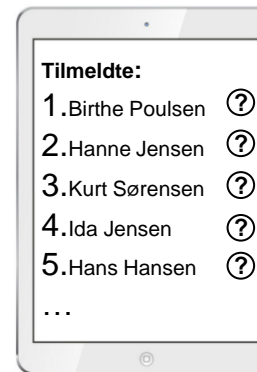 Tilmeldte:
1.Birthe Poulsen ?
2.Hanne Jensen ?
3.Kurt Sørensen ?
4.Ida Jensen ?
5.Hans Hansen ?
...